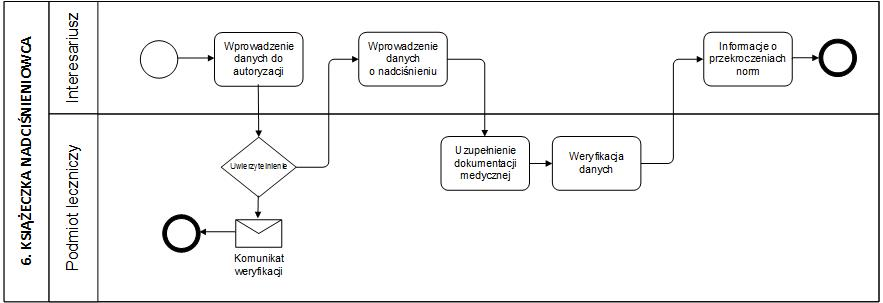 6. KSIĄŻECZKA NADCIŚNIENIOWCA
Interesariusz
Wprowadzenie
danych do
autoryzacji
Wprowadzenie
danych
o nadciśnieniu
Informacje o
przekroczeniach
norm
Podmiot leczniczy
Uwierzytelnienie
Uzupełnienie
dokumentacji
medycznej
Weryfikacja
danych
Komunikat
weryfikacji